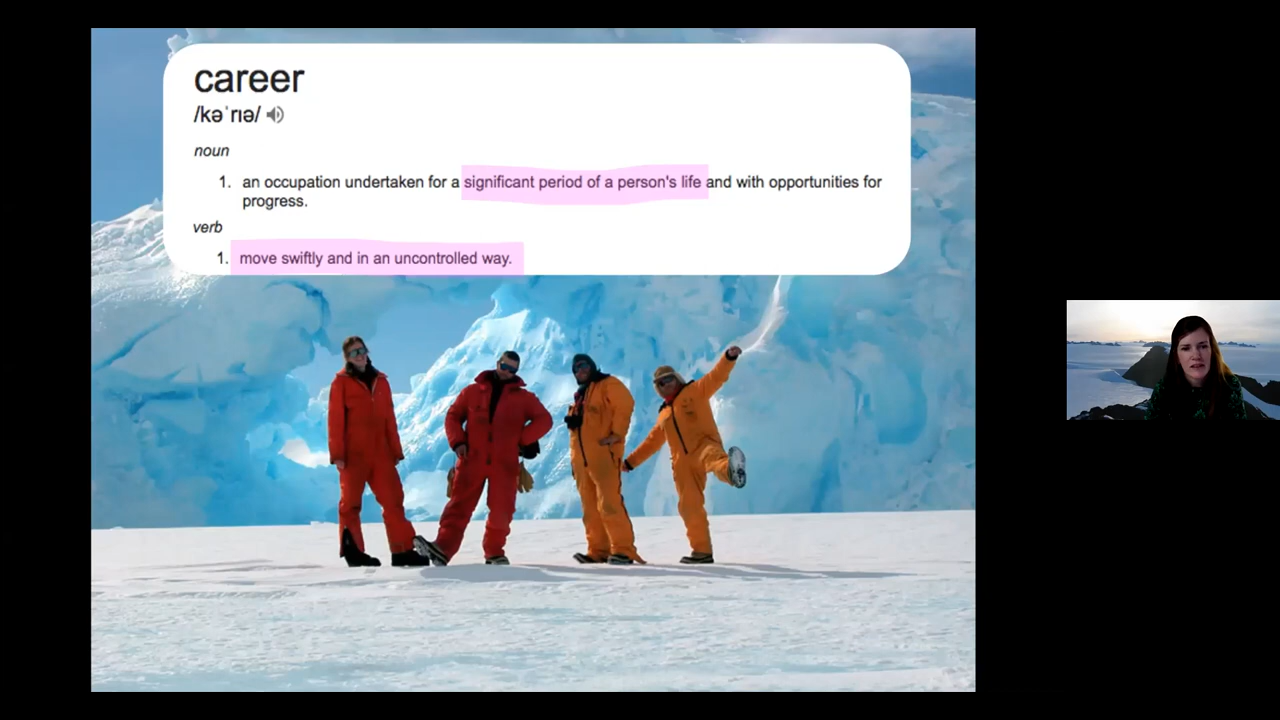 career
/kəˈrɪə/
noun
1. an occupation undertaken for a significant period of a person's life and with opportunities for
progress.
verb
1. move swiftly and in an uncontrolled way.